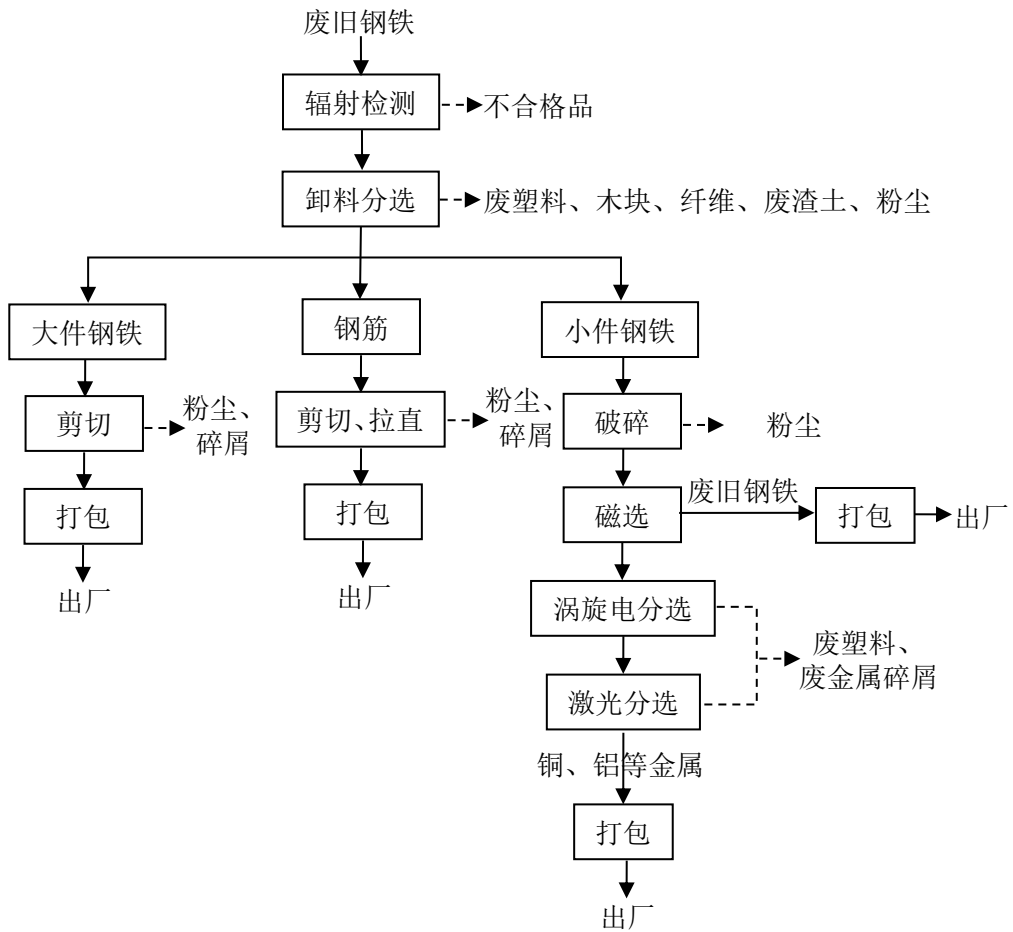 废旧钢铁
辐射检测
不合格品
卸料分选
废塑料、木块、纤维、废渣土、粉尘
大件钢铁
钢筋
小件钢铁
剪切
粉尘、
碎屑
剪切、拉直
粉尘、
碎屑
破碎
粉尘
打包
打包
磁选
废旧钢铁
打包
出厂
出厂
出厂
涡旋电分选
废塑料、
废金属碎屑
激光分选
铜、铝等金属
打包
出厂